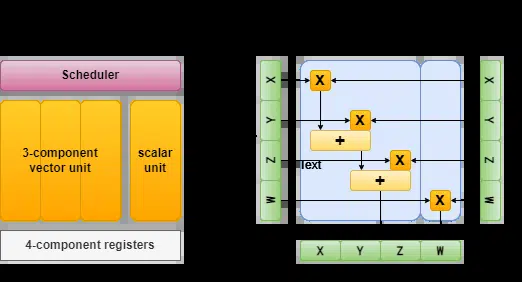 Scheduler
3-component
vector unit
scalar
unit
4-component registers
X
Y
Z
W
X
+
X
+
X
X
Text
X
Y
Z
W
X Y Z W